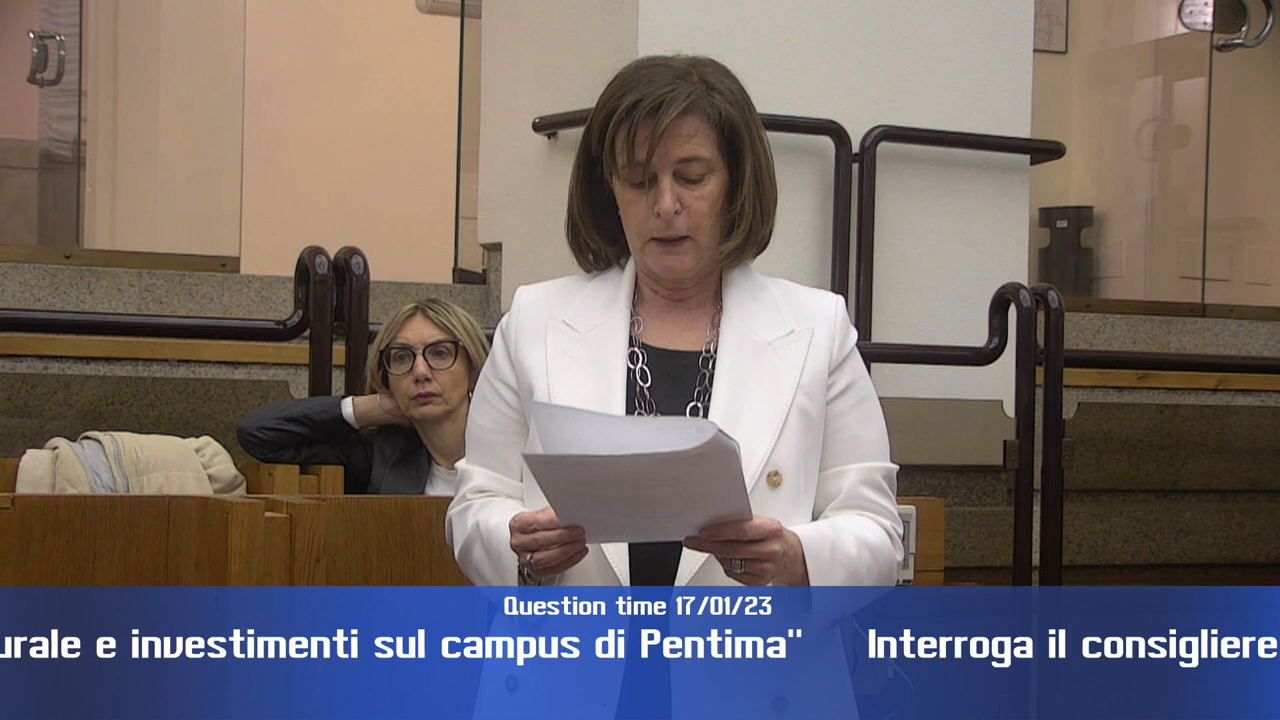 Question time 17/01/23
urale e investimenti sul campus di Pentima" Interroga il consigliere